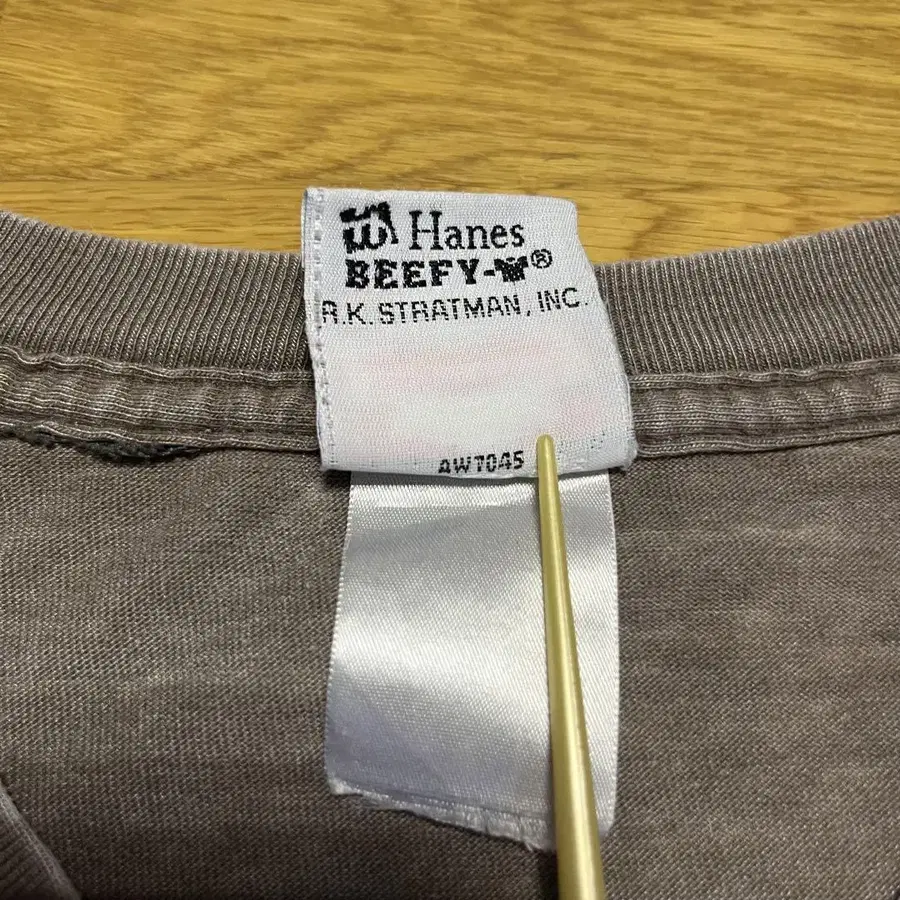 Hanes
BEEFY-T®
R.K. STRATMAN, INC.
AW7045